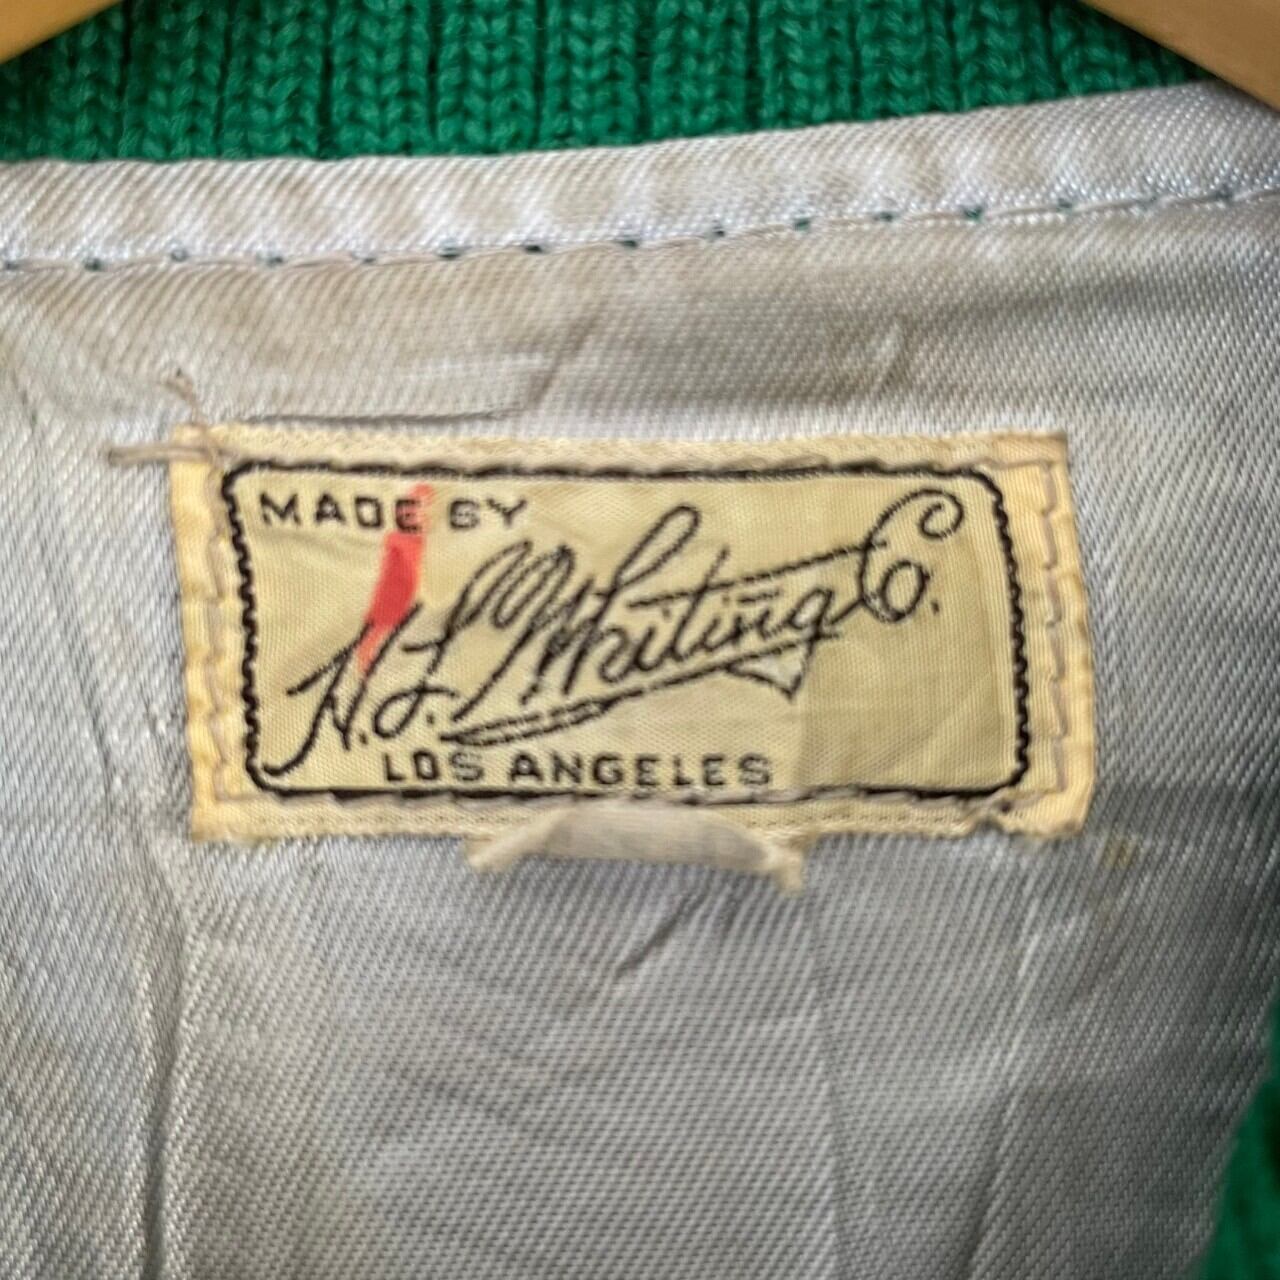 MADE BY
H. L. Whiting Co.
LOS ANGELES